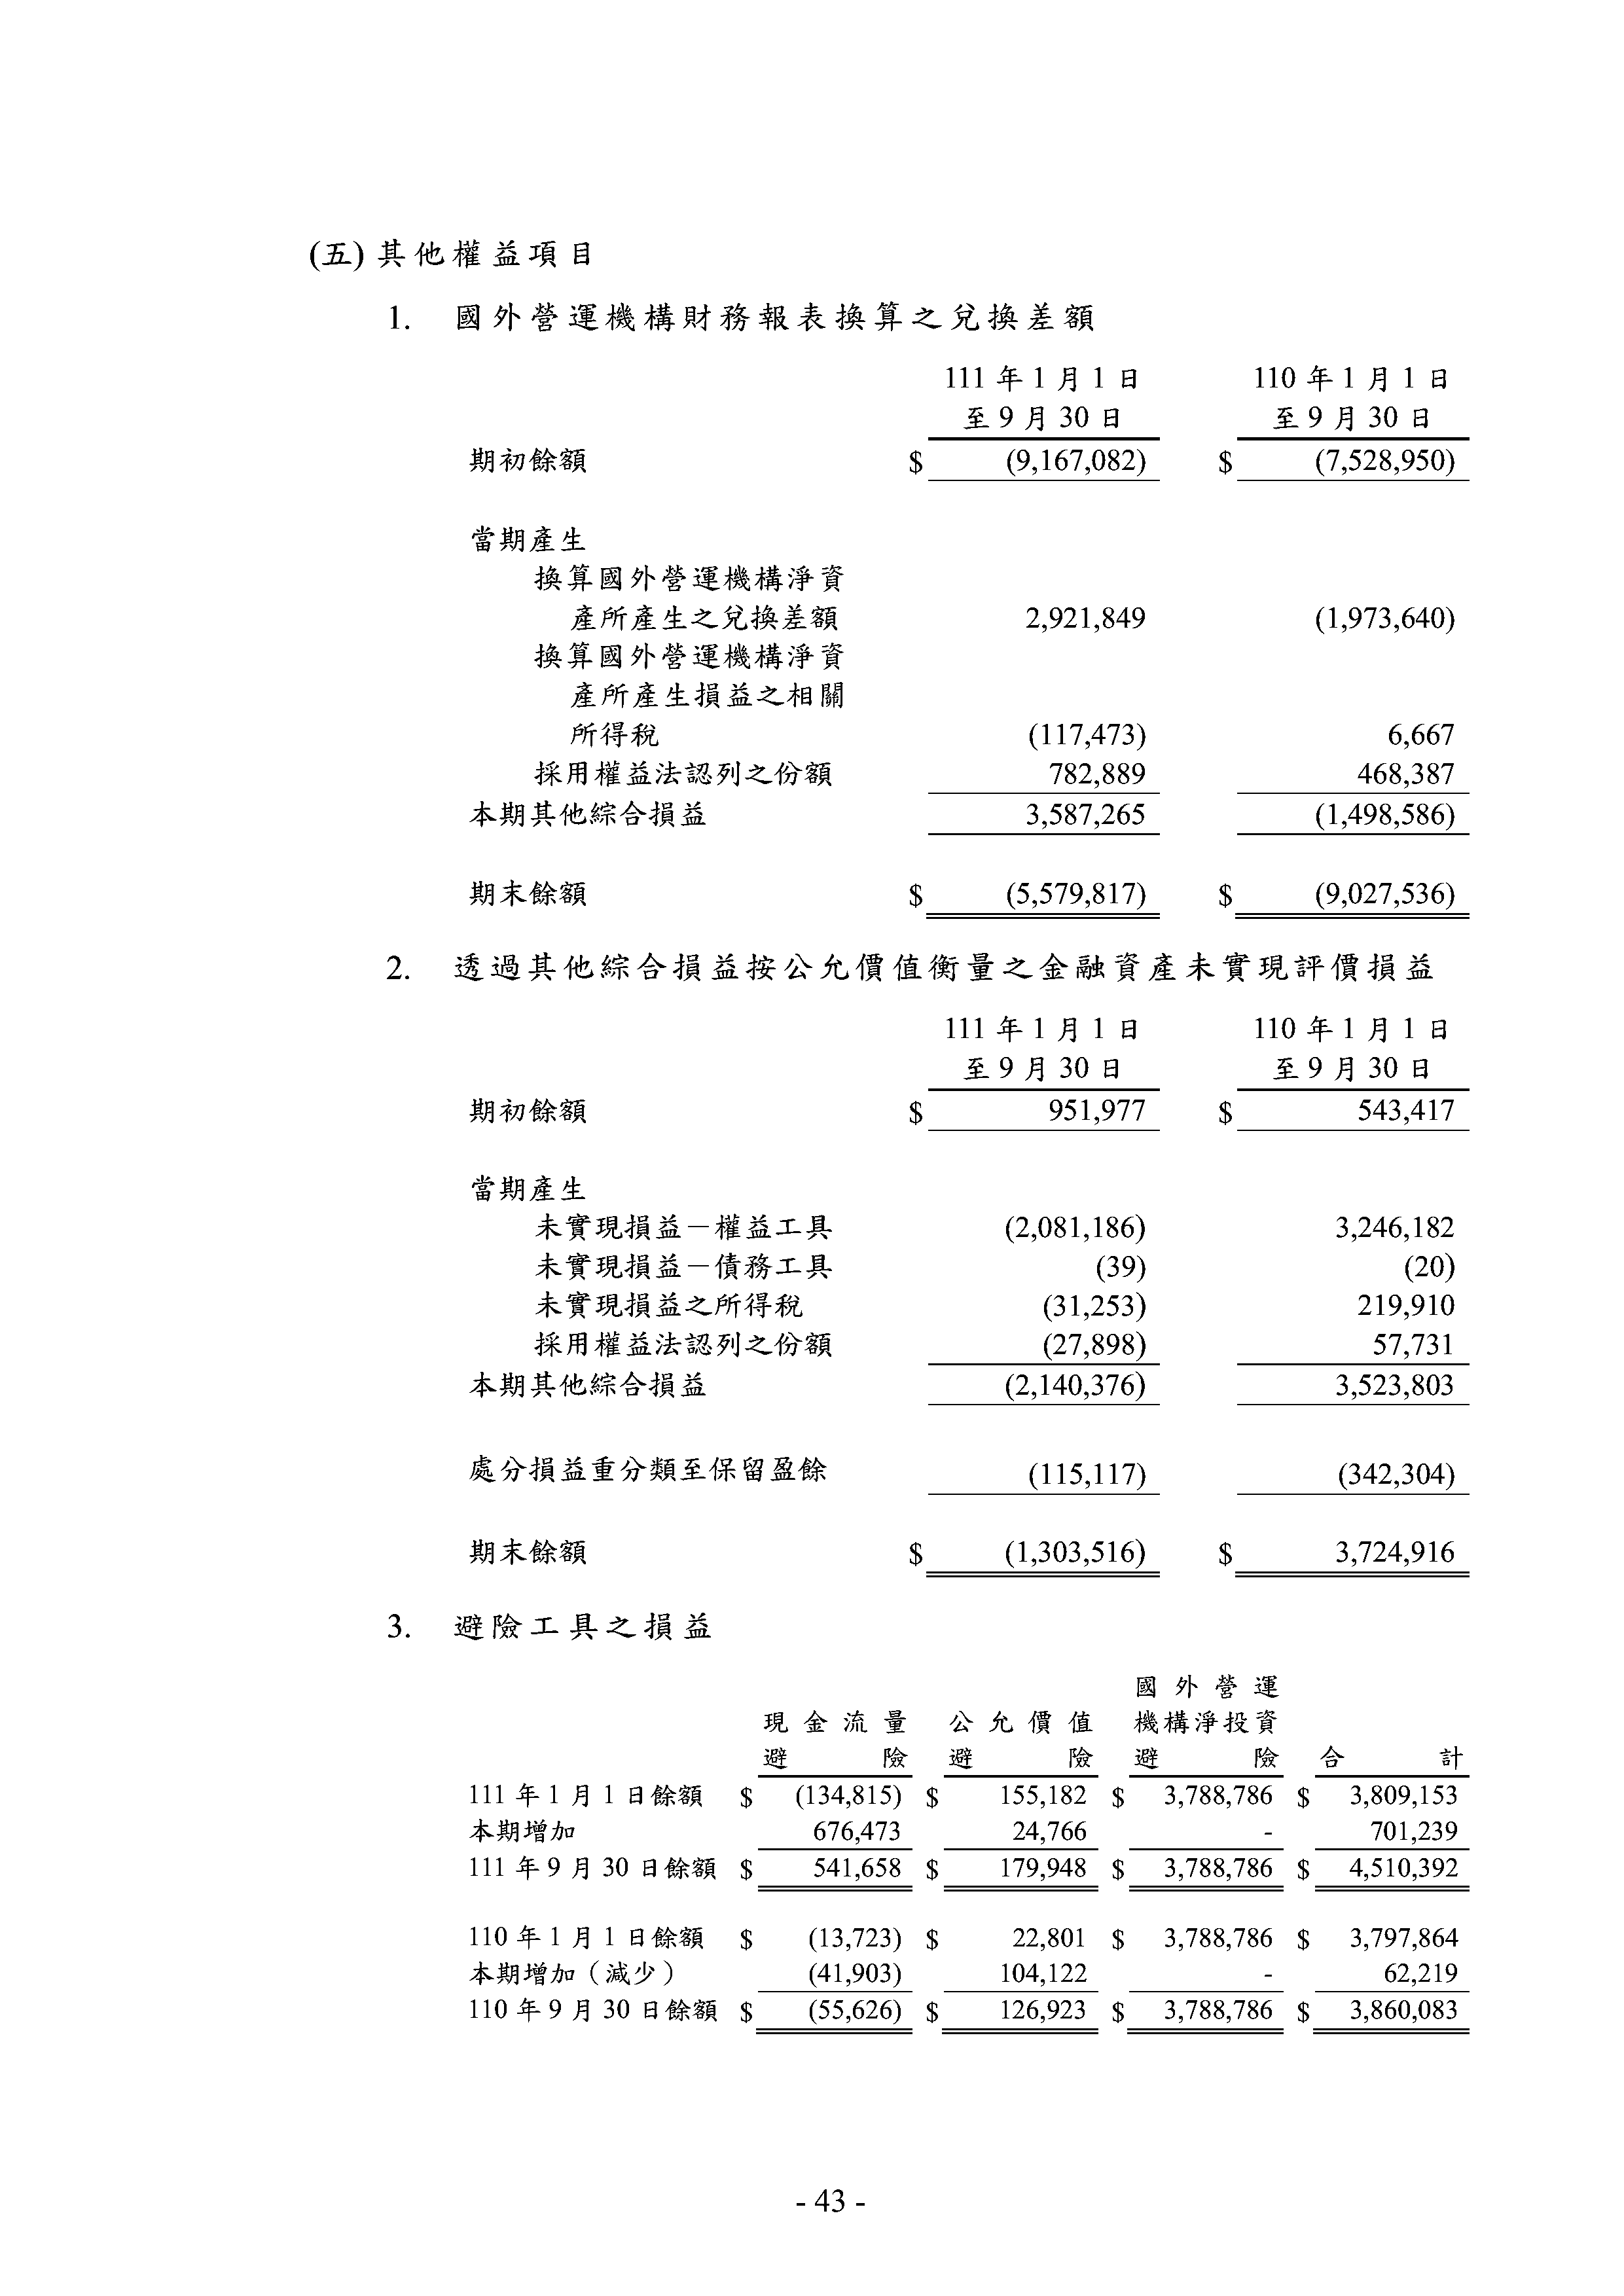 (五) 其他權益項目
1. 國外營運機構財務報表換算之兌換差額
111 年 1 月 1 日 110 年 1 月 1 日
至 9 月 30 日 至 9 月 30 日
期初餘額 $ (9,167,082) $ (7,528,950)
當期產生
換算國外營運機構淨資
產所產生之兌換差額 2,921,849 (1,973,640)
換算國外營運機構淨資
產所產生損益之相關
所得稅 (117,473) 6,667
採用權益法認列之份額 782,889 468,387
本期其他綜合損益 3,587,265 (1,498,586)
期末餘額 $ (5,579,817) $ (9,027,536)
2. 透過其他綜合損益按公允價值衡量之金融資產未實現評價損益
111 年 1 月 1 日 110 年 1 月 1 日
至 9 月 30 日 至 9 月 30 日
期初餘額 $ 951,977 $ 543,417
當期產生
未實現損益－權益工具 (2,081,186) 3,246,182
未實現損益－債務工具 (39) (20)
未實現損益之所得稅 (31,253) 219,910
採用權益法認列之份額 (27,898) 57,731
本期其他綜合損益 (2,140,376) 3,523,803
處分損益重分類至保留盈餘 (115,117) (342,304)
期末餘額 $ (1,303,516) $ 3,724,916
3. 避險工具之損益
國外營運
現金流量 公允價值 機構淨投資
避險 避險 避險 合計
111 年 1 月 1 日餘額 $ (134,815) $ 155,182 $ 3,788,786 $ 3,809,153
本期增加 676,473 24,766 - 701,239
111 年 9 月 30 日餘額 $ 541,658 $ 179,948 $ 3,788,786 $ 4,510,392
110 年 1 月 1 日餘額 $ (13,723) $ 22,801 $ 3,788,786 $ 3,797,864
本期增加（減少） (41,903) 104,122 - 62,219
110 年 9 月 30 日餘額 $ (55,626) $ 126,923 $ 3,788,786 $ 3,860,083
- 43 -